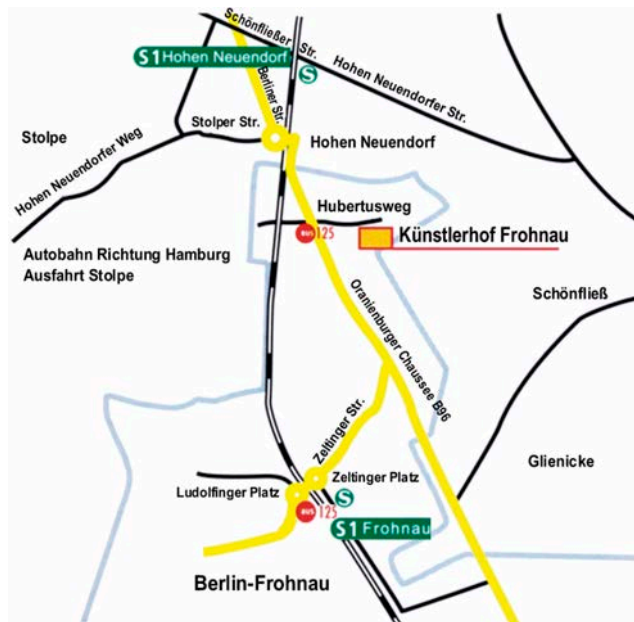 Schönfließer Str.
S1 Hohen Neuendorf
S
Hohen Neuendorfer Str.
Berliner Str.
Stolper Str.
Stolpe
Hohen Neuendorf
Hohen Neuendorfer Weg
Hubertusweg
BUS 125
Künstlerhof Frohnau
Autobahn Richtung Hamburg
Ausfahrt Stolpe
Schönfließ
Oranienburger Chaussee B96
Zeltinger Str.
Glienicke
Zeltinger Platz
Ludolfinger Platz
S
BUS 125
S1 Frohnau
Berlin-Frohnau